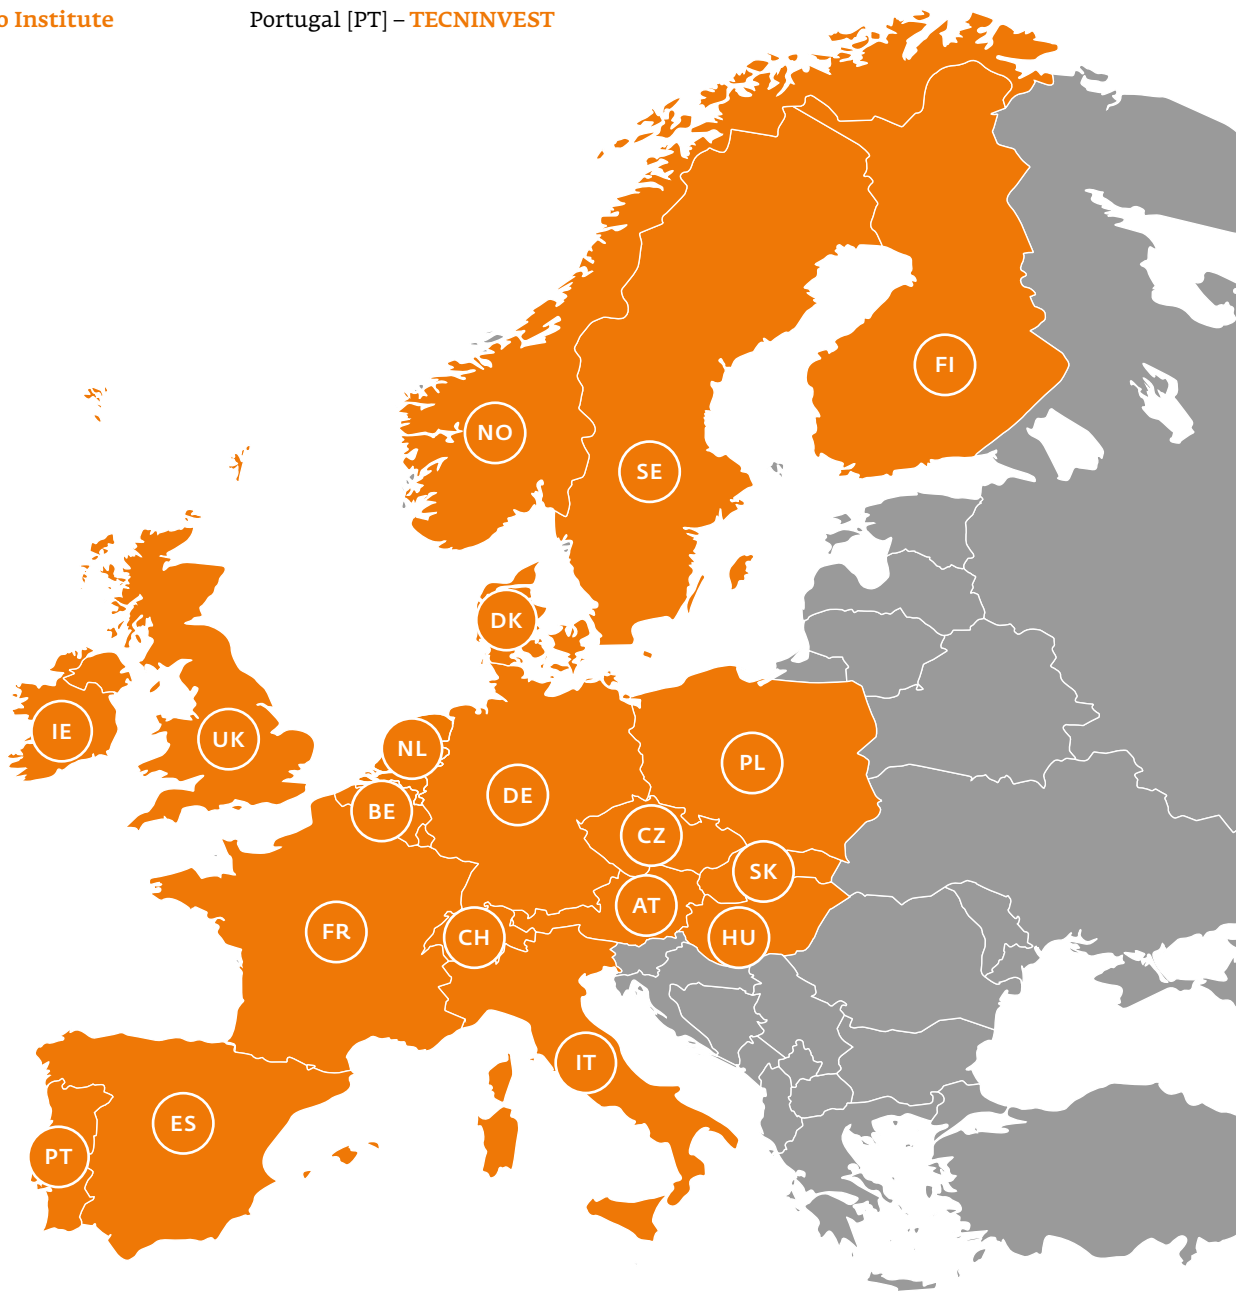 o Institute
Portugal [PT] – TECNINVEST
FI
NO
SE
DK
IE
UK
NL
PL
DE
BE
CZ
SK
AT
FR
CH
HU
IT
ES
PT